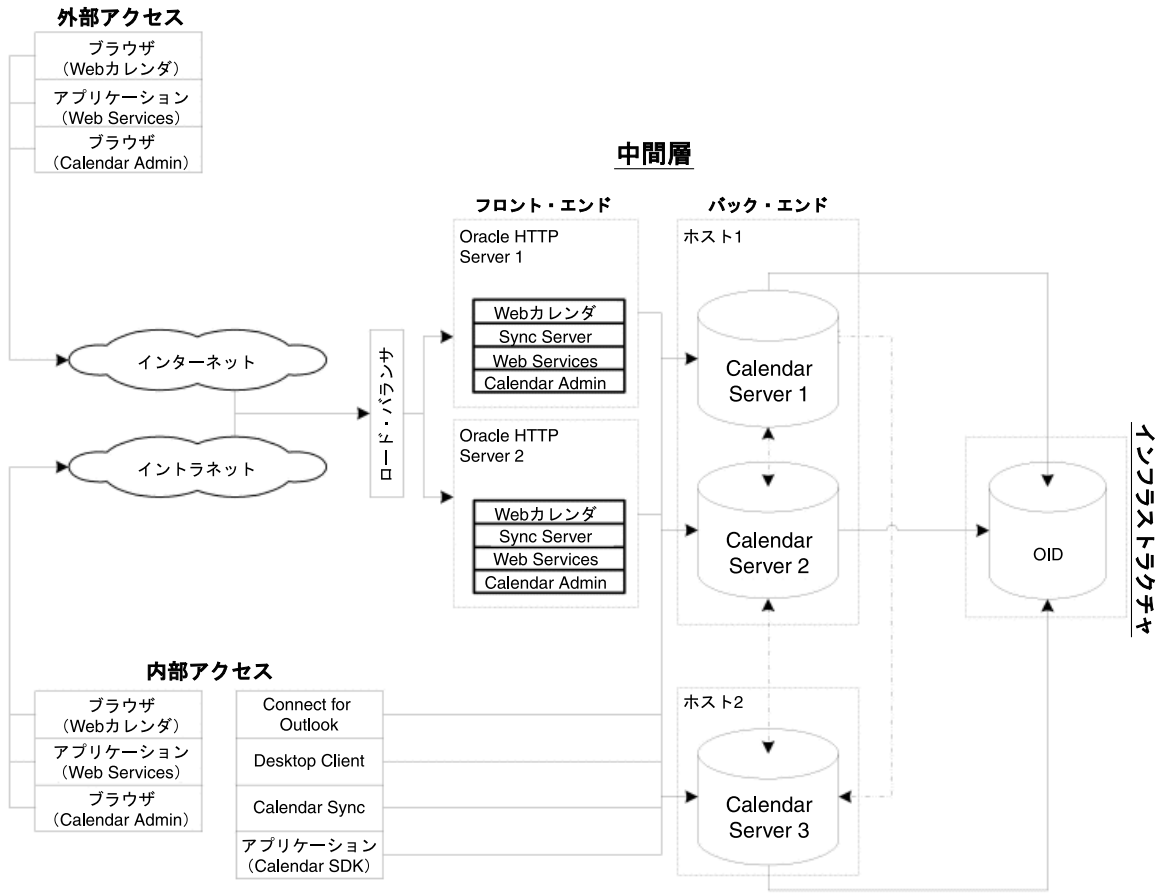 外部アクセス
ブラウザ
（Webカレンダ）
アプリケーション
（Web Services）
ブラウザ
（Calendar Admin）
中間層
フロント・エンド
バック・エンド
Oracle HTTP
Server 1
Webカレンダ
Sync Server
Web Services
Calendar Admin
ホスト1
Calendar
Server 1
インターネット
イントラネット
ロード・バランサ
Oracle HTTP
Server 2
Webカレンダ
Sync Server
Web Services
Calendar Admin
Calendar
Server 2
OID
インフラストラクチャ
内部アクセス
ブラウザ
（Webカレンダ）
アプリケーション
（Web Services）
ブラウザ
（Calendar Admin）
Connect for
Outlook
Desktop Client
Calendar Sync
アプリケーション
（Calendar SDK）
ホスト2
Calendar
Server 3